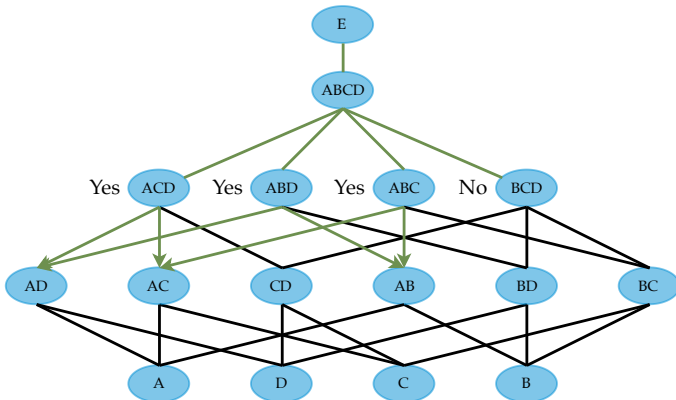 E
ABCD
Yes ACD Yes ABD Yes ABC No BCD
AD AC CD AB BD BC
A D C B